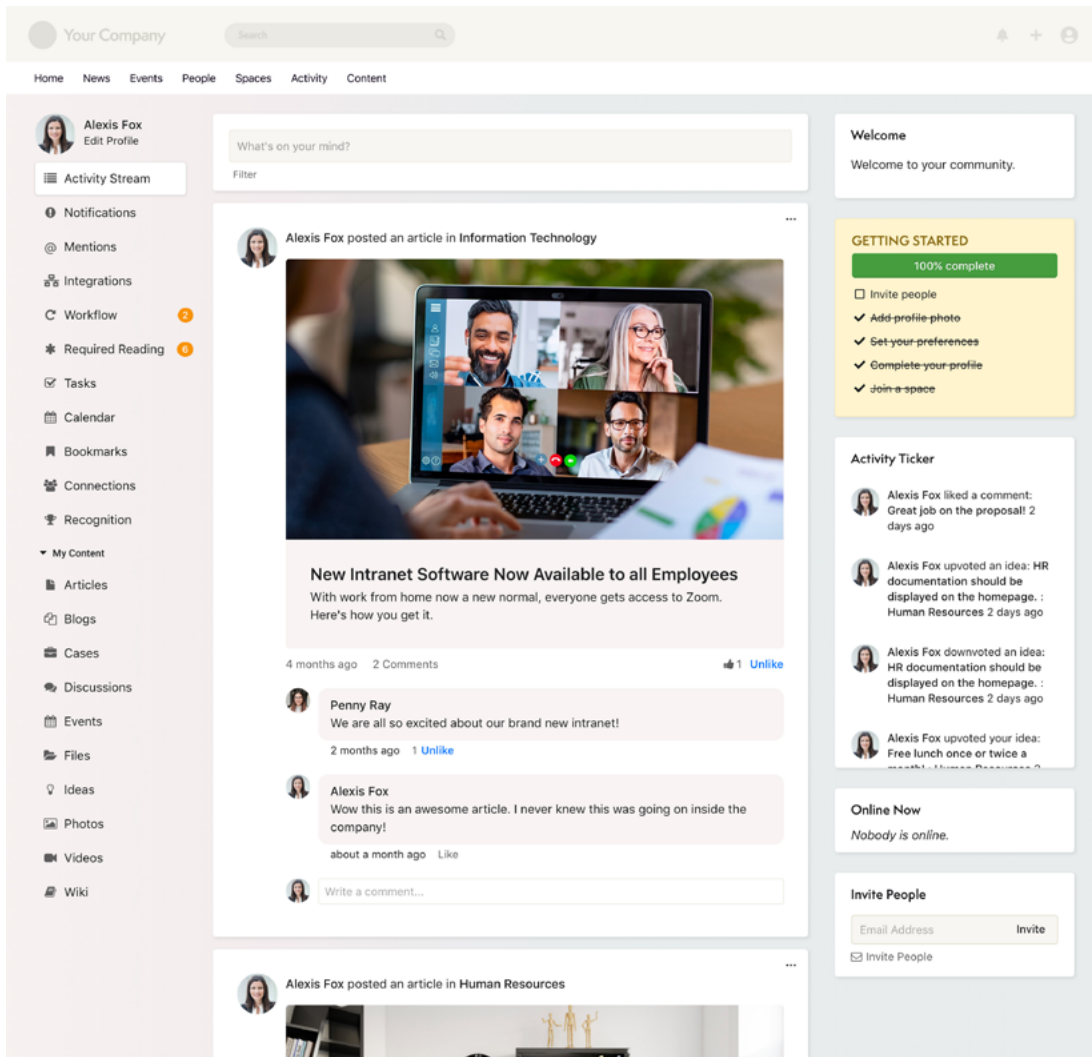 Your Company
Search
Home News Events People Spaces Activity Content
Alexis Fox
Edit Profile
Activity Stream
Notifications
Mentions
Integrations
Workflow 2
Required Reading 6
Tasks
Calendar
Bookmarks
Connections
Recognition
My Content
Articles
Blogs
Cases
Discussions
Events
Files
Ideas
Photos
Videos
Wiki
What's on your mind?
Filter
Alexis Fox posted an article in Information Technology
New Intranet Software Now Available to all Employees
With work from home now a new normal, everyone gets access to Zoom.
Here's how you get it.
4 months ago 2 Comments 1 Unlike
Penny Ray
We are all so excited about our brand new intranet!
2 months ago 1 Unlike
Alexis Fox
Wow this is an awesome article. I never knew this was going on inside the
company!
about a month ago Like
Write a comment...
Alexis Fox posted an article in Human Resources
Welcome
Welcome to your community.
GETTING STARTED
100% complete
Invite people
Add profile photo
Set your preferences
Complete your profile
Join a space
Activity Ticker
Alexis Fox liked a comment:
Great job on the proposal! 2
days ago
Alexis Fox upvoted an idea: HR
documentation should be
displayed on the homepage. :
Human Resources 2 days ago
Alexis Fox downvoted an idea:
HR documentation should be
displayed on the homepage. :
Human Resources 2 days ago
Alexis Fox upvoted your idea:
Free lunch once or twice a
month! : Human Resources 2
Online Now
Nobody is online.
Invite People
Email Address Invite
Invite People